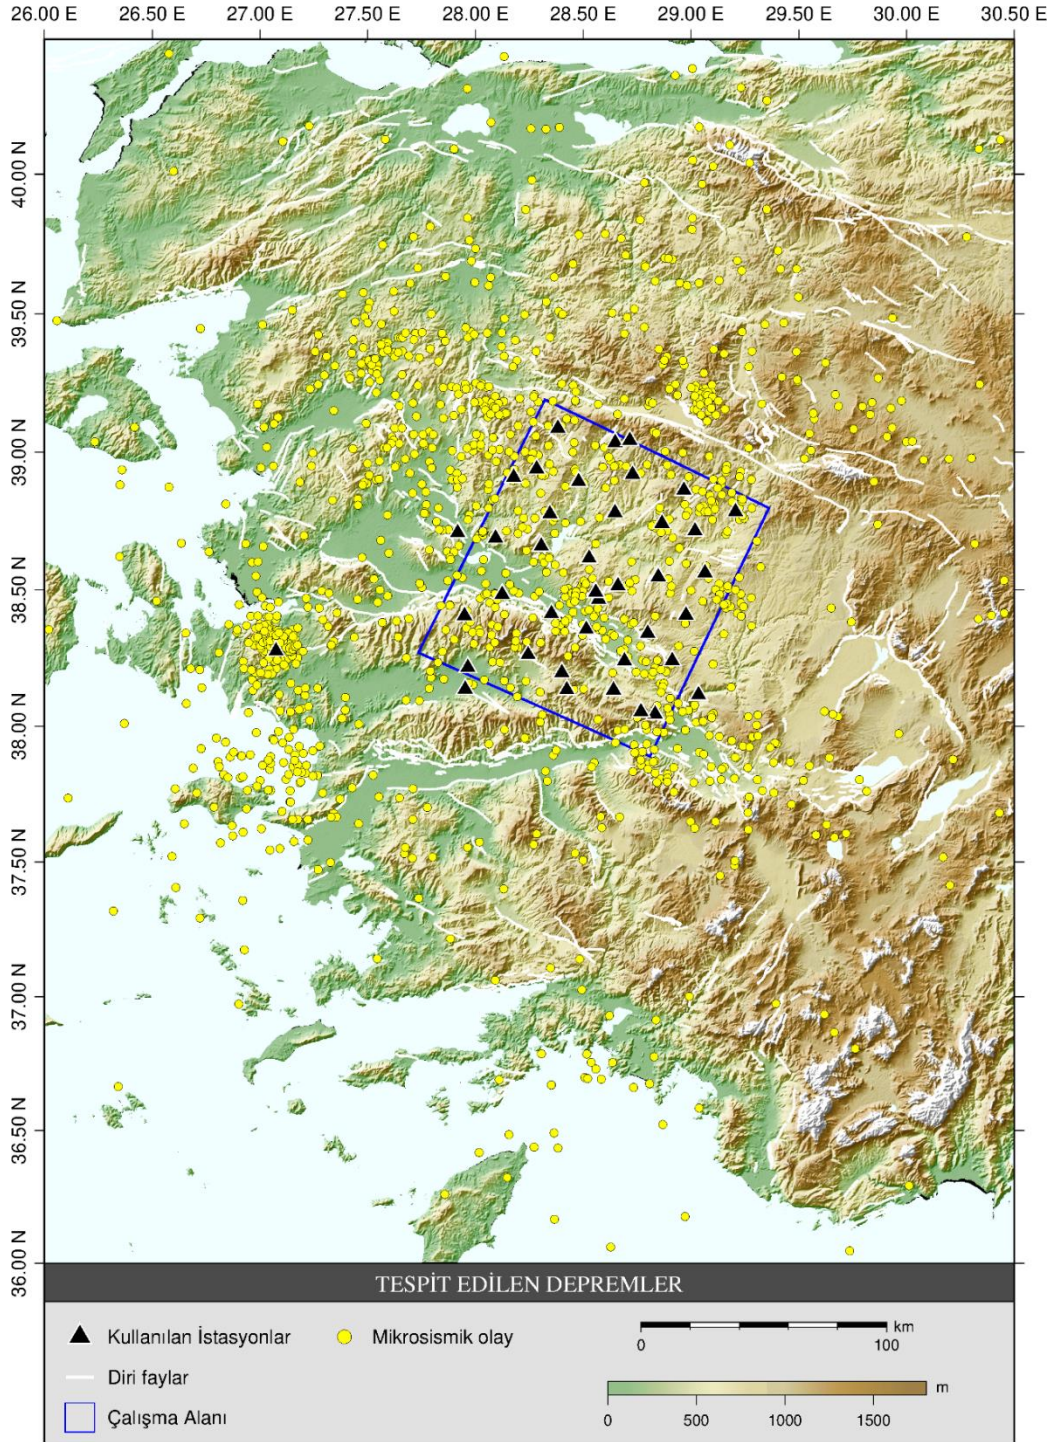 26.00 E 26.50 E 27.00 E 27.50 E 28.00 E 28.50 E 29.00 E 29.50 E 30.00 E 30.50 E
40.00 N
39.50 N
39.00 N
38.50 N
38.00 N
37.50 N
37.00 N
36.50 N
36.00 N
TESPİT EDİLEN DEPREMLER
Kullanılan İstasyonlar
Mikrosismik olay
km
0 100
Diri faylar
m
0 500 1000 1500
Çalışma Alanı